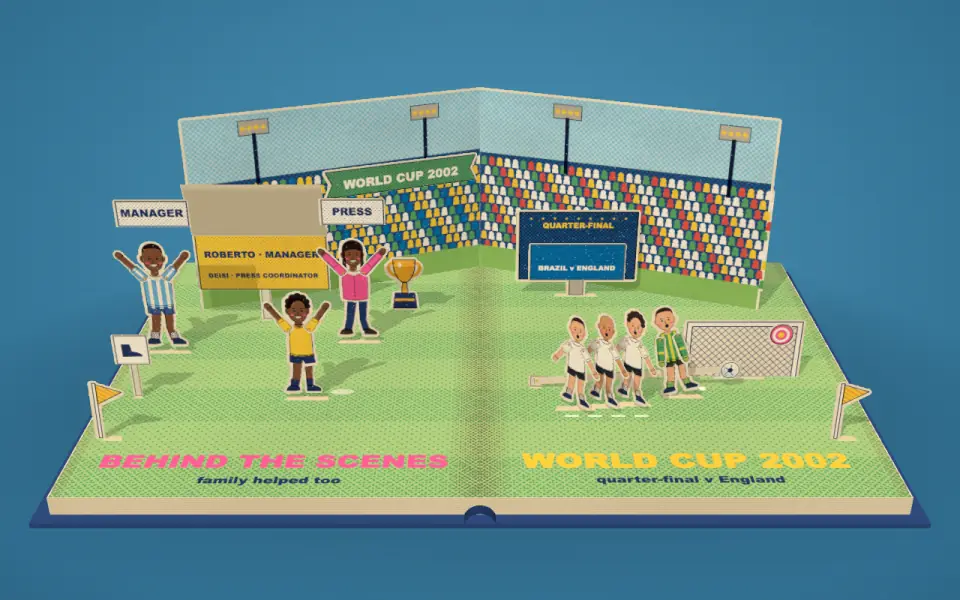 WORLD CUP 2002
MANAGER
PRESS
ROBERTO · MANAGER
DEISI · PRESS COORDINATOR
QUARTER-FINAL
BRAZIL v ENGLAND
BEHIND THE SCENES
family helped too
WORLD CUP 2002
quarter-final v England